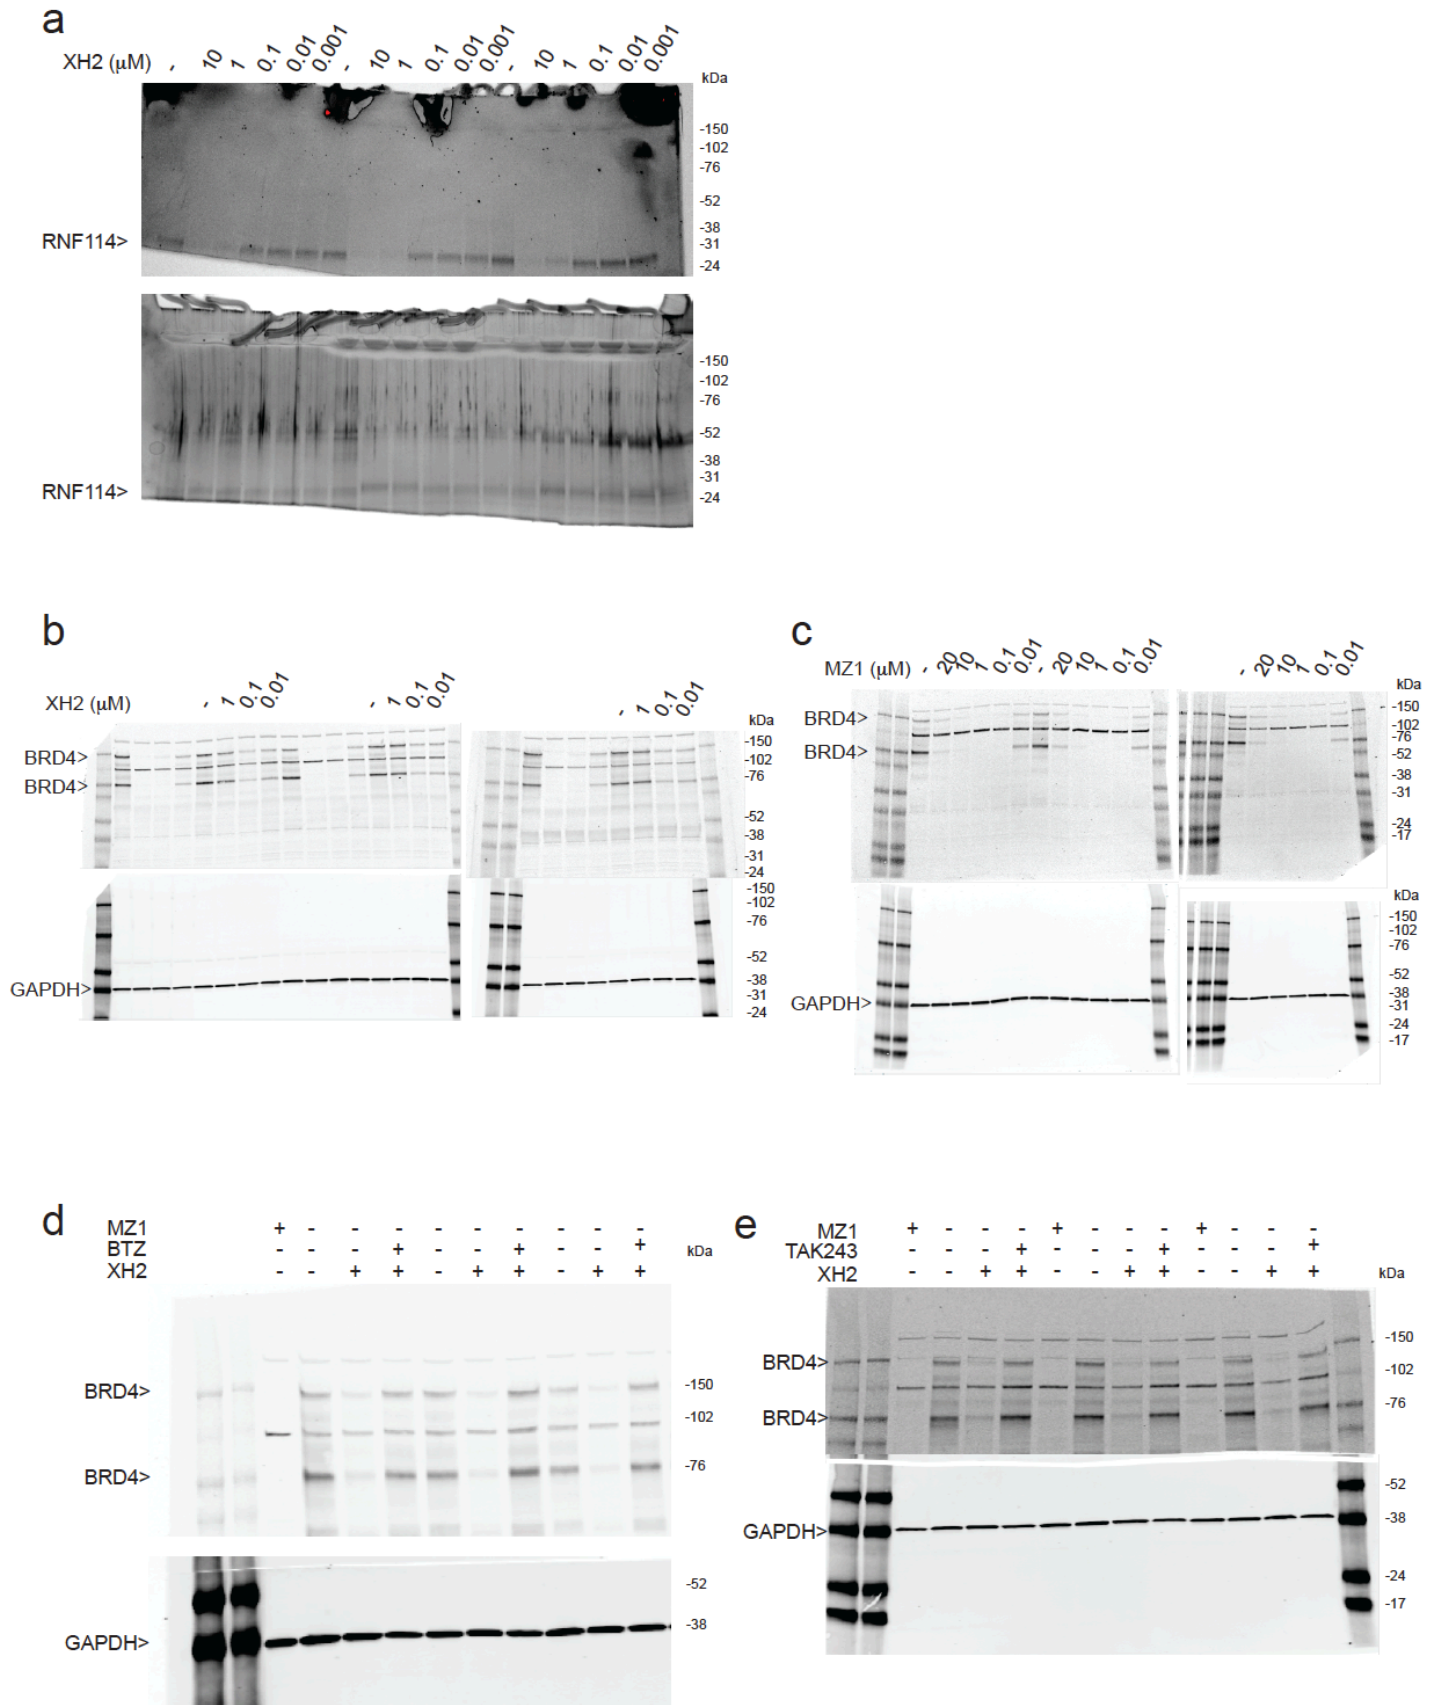 a
XH2 (µM) - 10 1 0.1 0.01 0.001 - 10 1 0.1 0.01 0.001 - 10 1 0.1 0.01 0.001
kDa
-150
-102
-76
-52
-38
-31
-24
RNF114>
-150
-102
-76
-52
-38
-31
-24
RNF114>
b
XH2 (µM) - 1 0.1 0.01 - 1 0.1 0.01 - 1 0.1 0.01
kDa
-150
-102
-76
-52
-38
-31
-24
BRD4>
BRD4>
-150
-102
-76
-52
-38
-31
-24
GAPDH>
c
MZ1 (µM) - 20 10 1 0.1 0.01 - 20 10 1 0.1 0.01 - 20 10 1 0.1 0.01
kDa
-150
-102
-76
-52
-38
-31
-24
-17
BRD4>
BRD4>
kDa
-150
-102
-76
-52
-38
-31
-24
-17
GAPDH>
d
MZ1 + - - - - - - - - -
BTZ - - - + - - + - - +
XH2 - - + + - + + - + +
kDa
-150
-102
-76
BRD4>
BRD4>
-52
-38
GAPDH>
e
MZ1 + - - - + - - - + - - -
TAK243 - - - + - - - + - - - +
XH2 - - + + - - + + - - + +
kDa
-150
-102
-76
BRD4>
BRD4>
-52
-38
-24
-17
GAPDH>